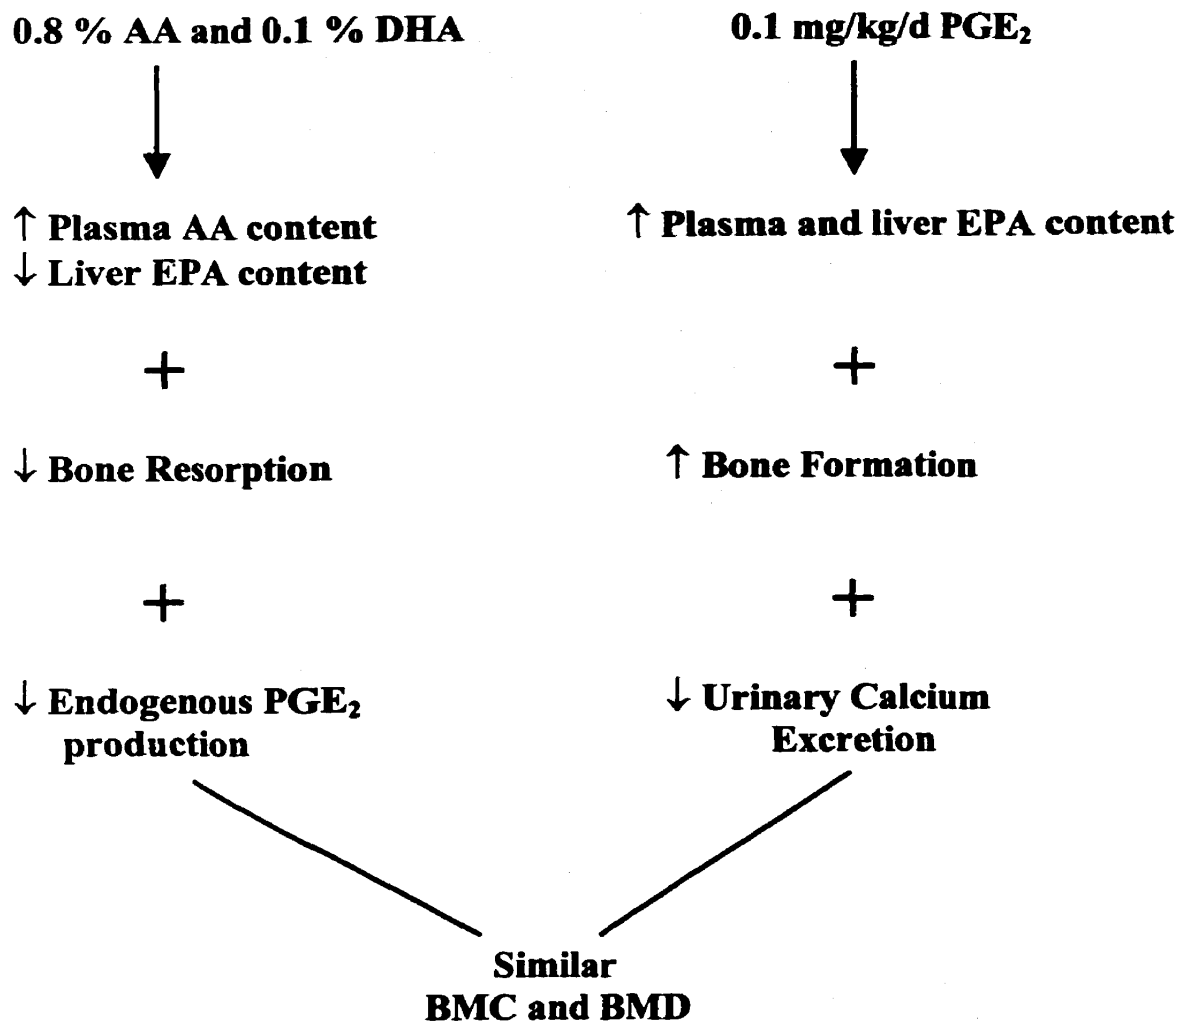 0.8 % AA and 0.1 % DHA
↑ Plasma AA content
↓ Liver EPA content
+
↓ Bone Resorption
+
↓ Endogenous PGE₂
production
0.1 mg/kg/d PGE₂
↑ Plasma and liver EPA content
+
↑ Bone Formation
+
↓ Urinary Calcium
Excretion
Similar
BMC and BMD